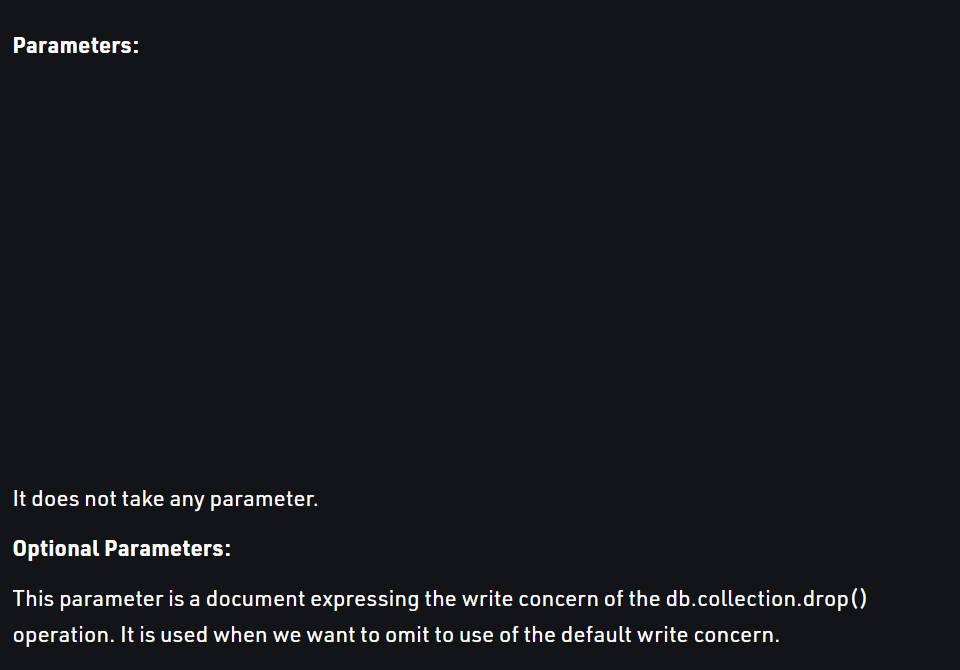 Parameters:
It does not take any parameter.
Optional Parameters:
This parameter is a document expressing the write concern of the db.collection.drop()
operation. It is used when we want to omit to use of the default write concern.